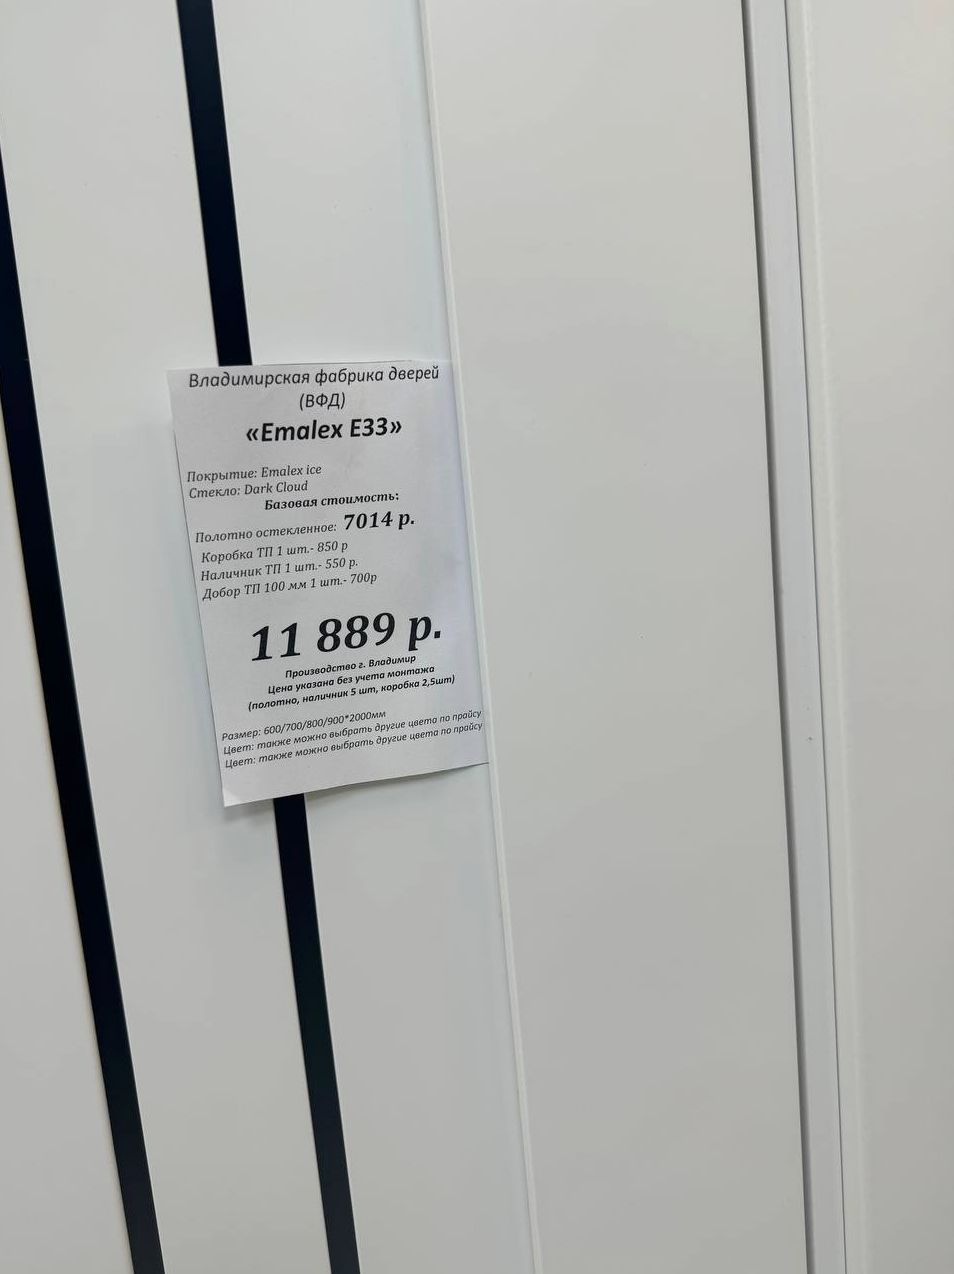 Владимирская фабрика дверей
(ВФД)
«Emalex E33»
Покрытие: Emalex ice
Стекло: Dark Cloud
Базовая стоимость:
Полотно остекленное: 7014 р.
Коробка ТП 1 шт.- 850 р
Наличник ТП 1 шт.- 550 р.
Добор ТП 100 мм 1 шт.- 700р
11 889 р.
Производство г. Владимир
Цена указана без учета монтажа
(полотно, наличник 5 шт, коробка 2,5шт)
Размер: 600/700/800/900*2000мм
Цвет: также можно выбрать другие цвета по прайсу
Цвет: также можно выбрать другие цвета по прайсу